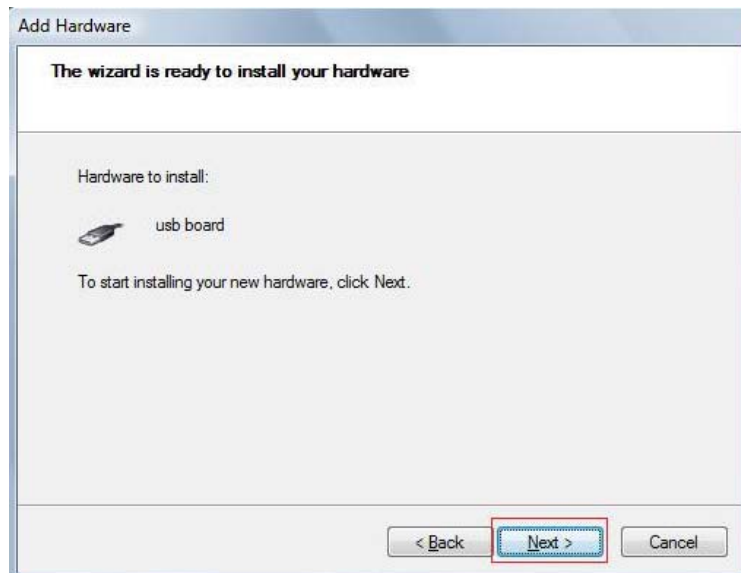 Add Hardware
The wizard is ready to install your hardware
Hardware to install:
usb board
To start installing your new hardware, click Next.
< Back Next > Cancel